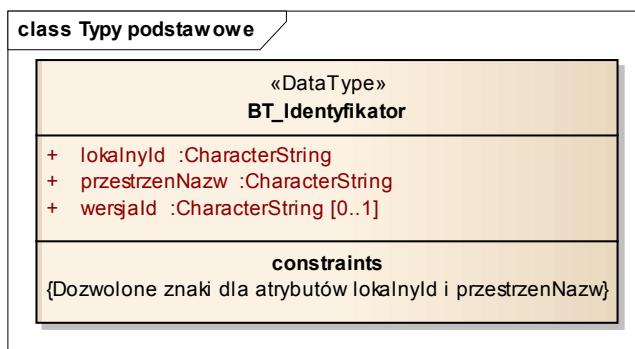 class Typy podstawowe
«DataType»
BT_Identyfikator
+ lokalnyId :CharacterString
+ przestrzenNazw :CharacterString
+ wersjaId :CharacterString [0..1]
constraints
{Dozwolone znaki dla atrybutów lokalnyId i przestrzenNazw}